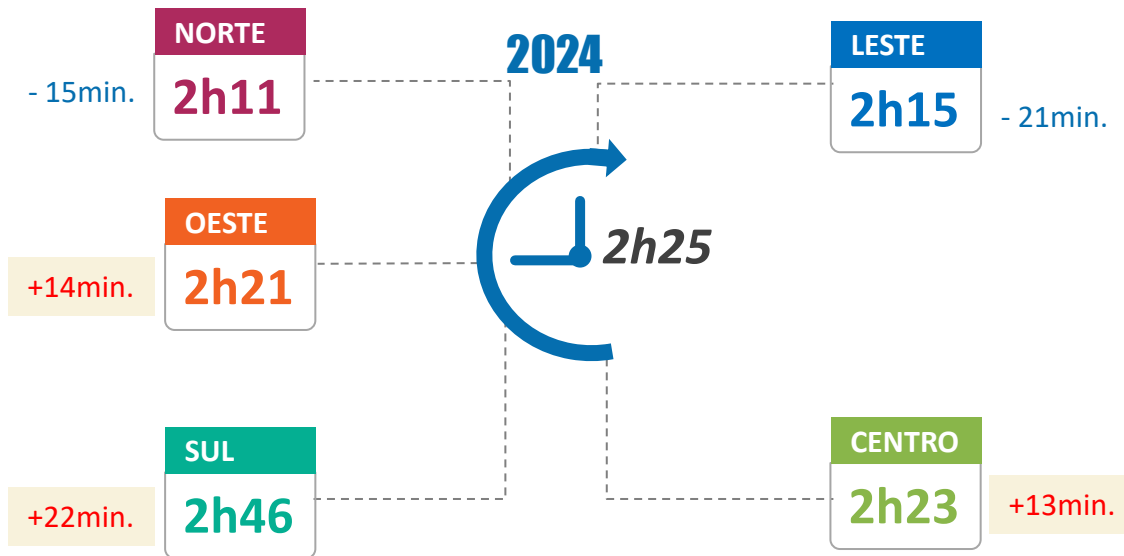 2024
NORTE
2h11
- 15min.
LESTE
2h15
- 21min.
OESTE
2h21
+14min.
2h25
SUL
2h46
+22min.
CENTRO
2h23
+13min.